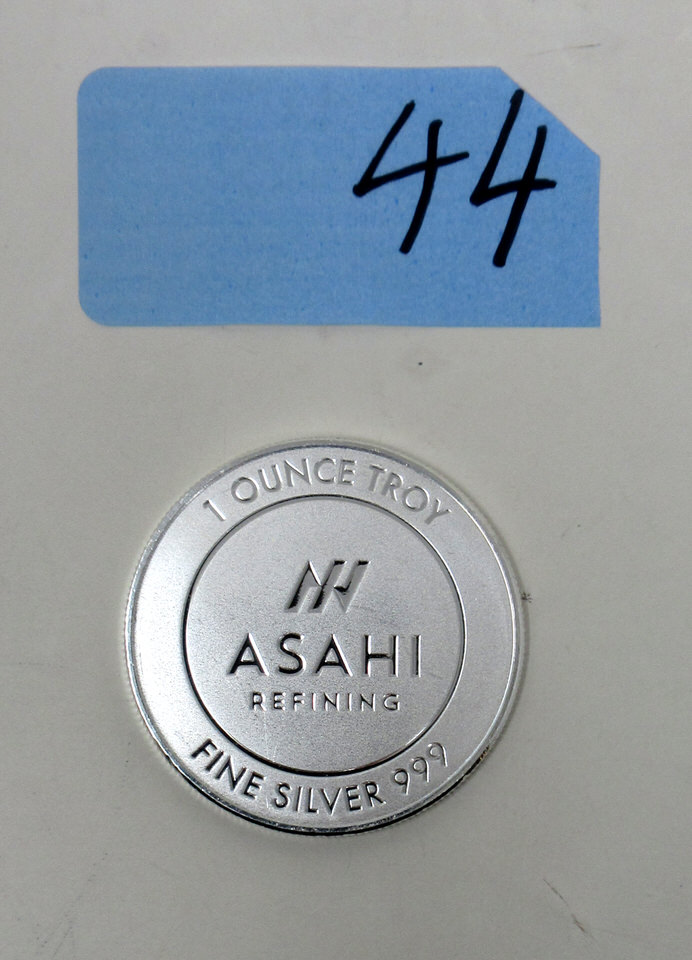 44
1 OUNCE TROY
ASAHI
REFINING
FINE SILVER 999